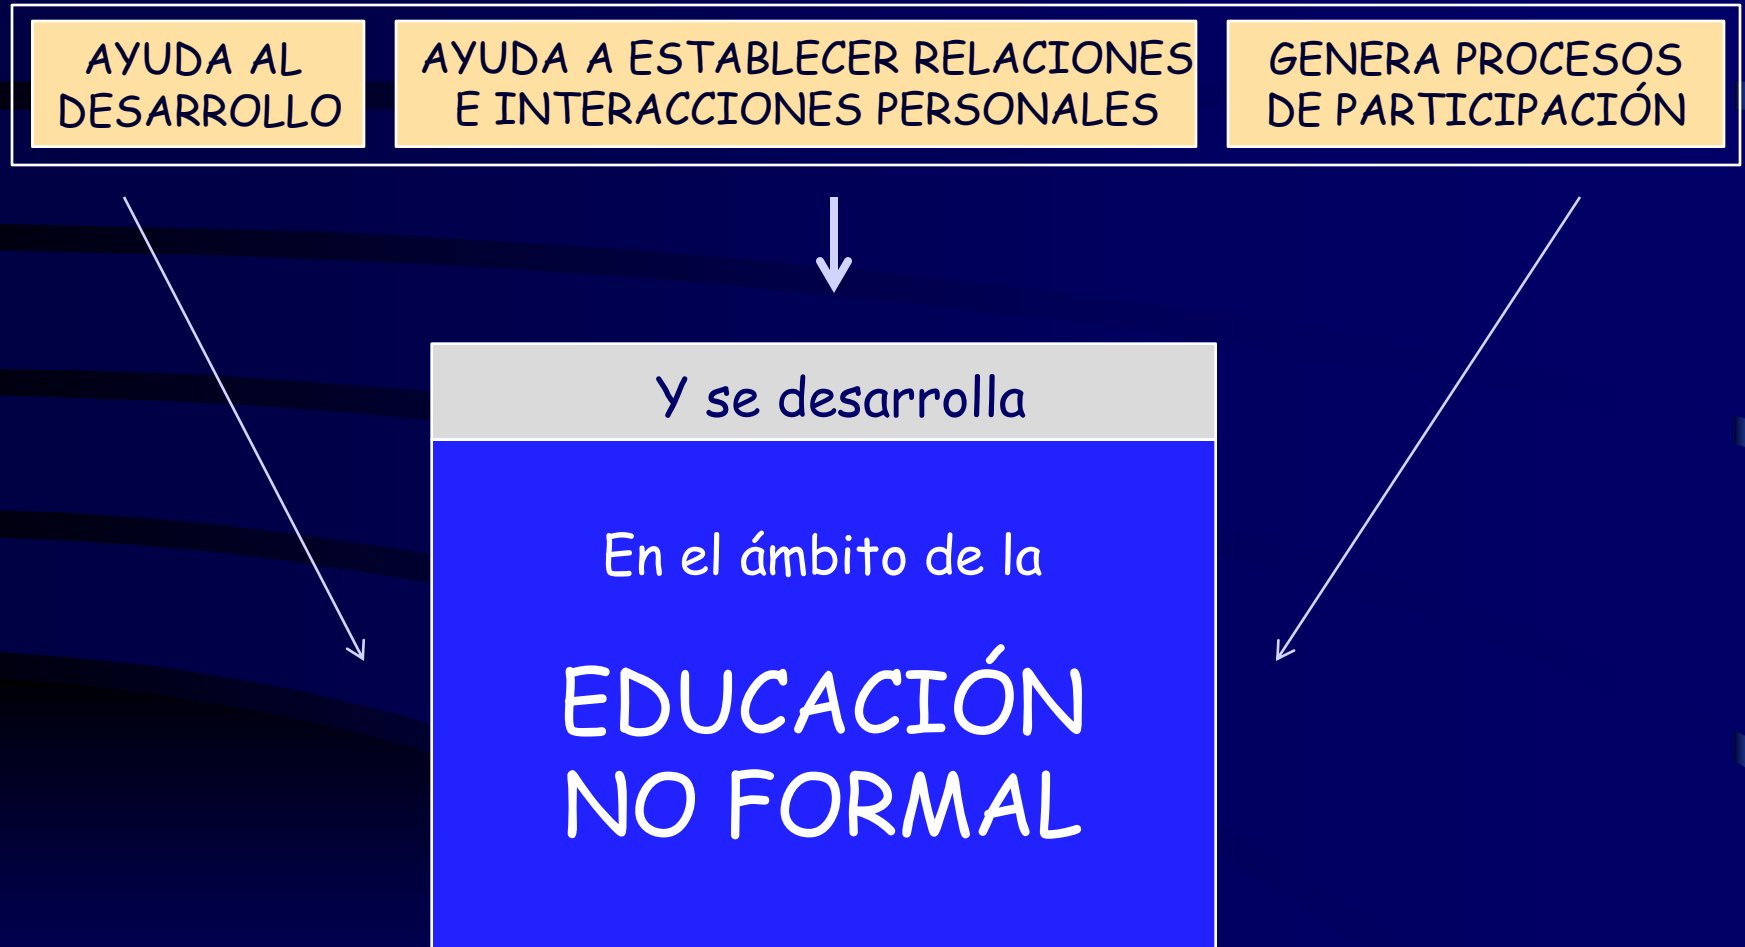 AYUDA AL
DESARROLLO
AYUDA A ESTABLECER RELACIONES
E INTERACCIONES PERSONALES
GENERA PROCESOS
DE PARTICIPACIÓN
Y se desarrolla
En el ámbito de la
EDUCACIÓN
NO FORMAL